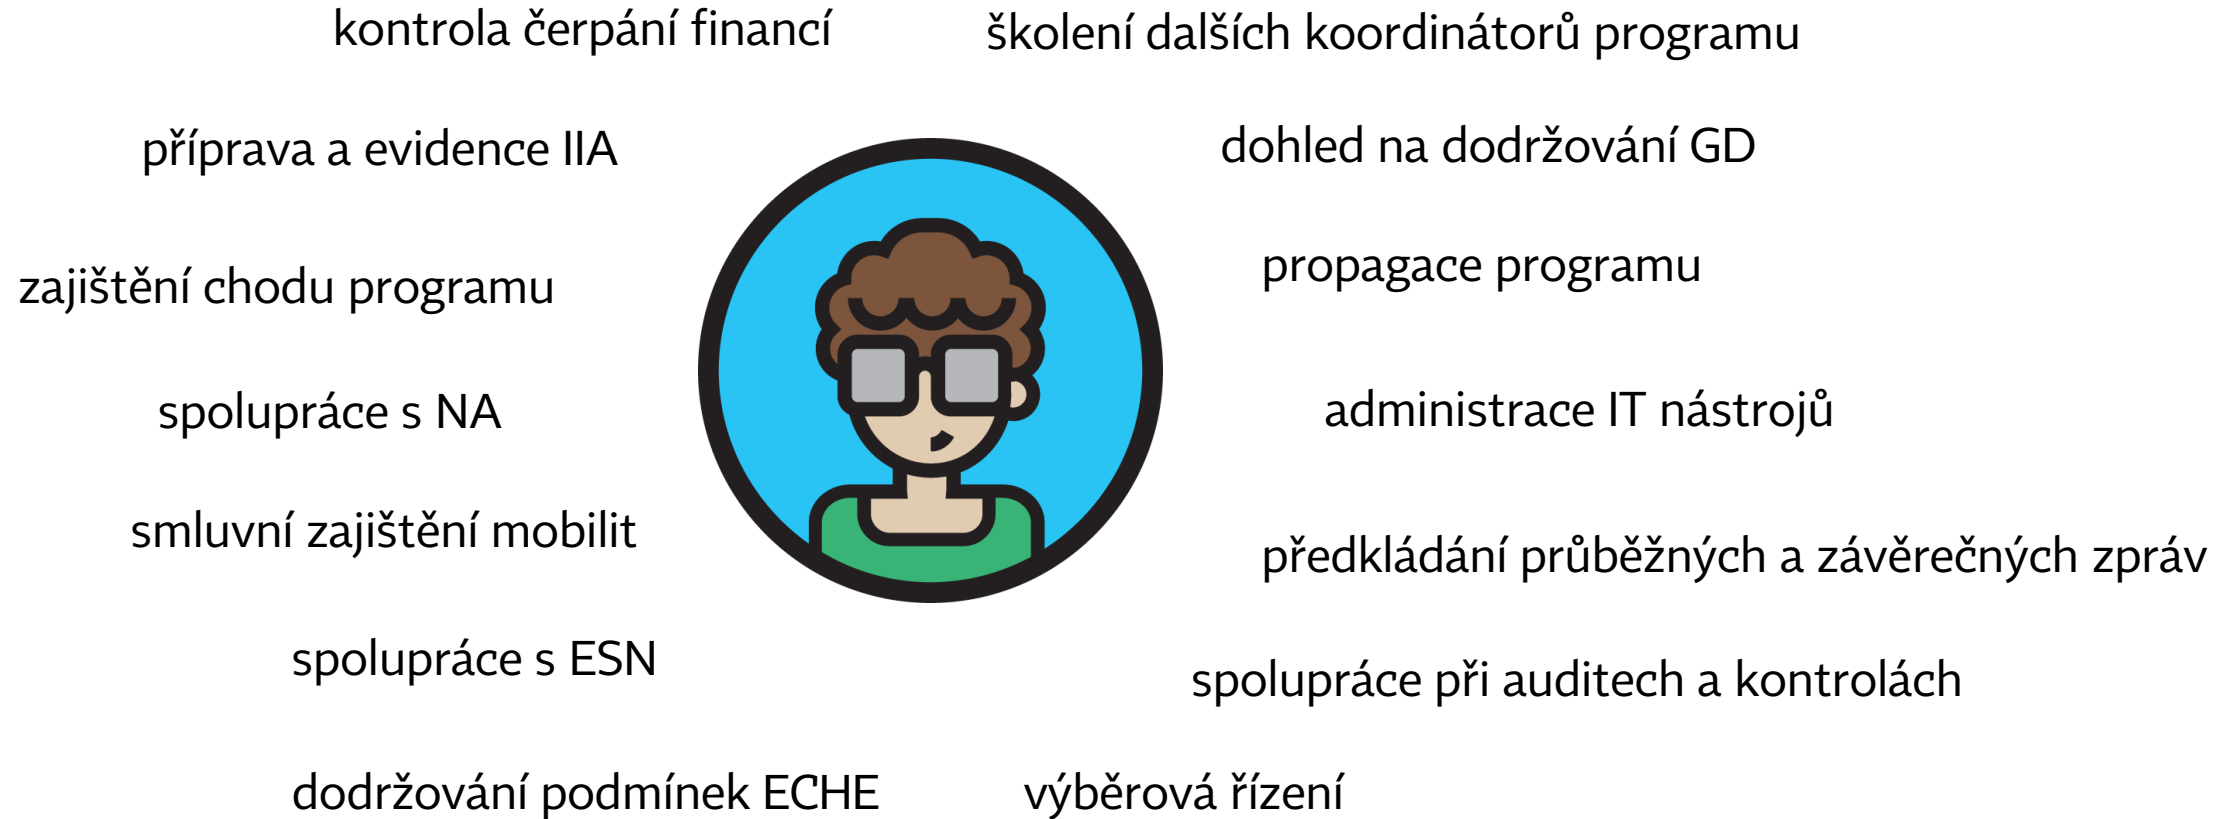 kontrola čerpání financí
školení dalších koordinátorů programu
příprava a evidence IIA
dohled na dodržování GD
zajištění chodu programu
propagace programu
spolupráce s NA
administrace IT nástrojů
smluvní zajištění mobilit
předkládání průběžných a závěrečných zpráv
spolupráce s ESN
spolupráce při auditech a kontrolách
dodržování podmínek ECHE
výběrová řízení